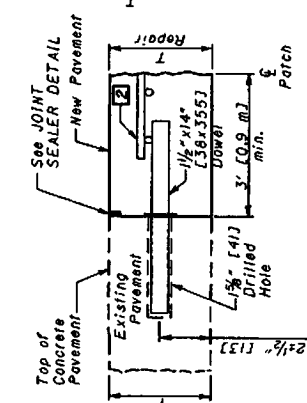 See JOINT
SEALER DETAIL
New Pavement
Top of
Concrete
Pavement
Existing
Pavement
2
T
Repair
1½"x14"
[38x355]
Dowel
1⅝" [41]
Drilled
Hole
3' [0.9 m]
min.
℄
Patch
2±½" [13]